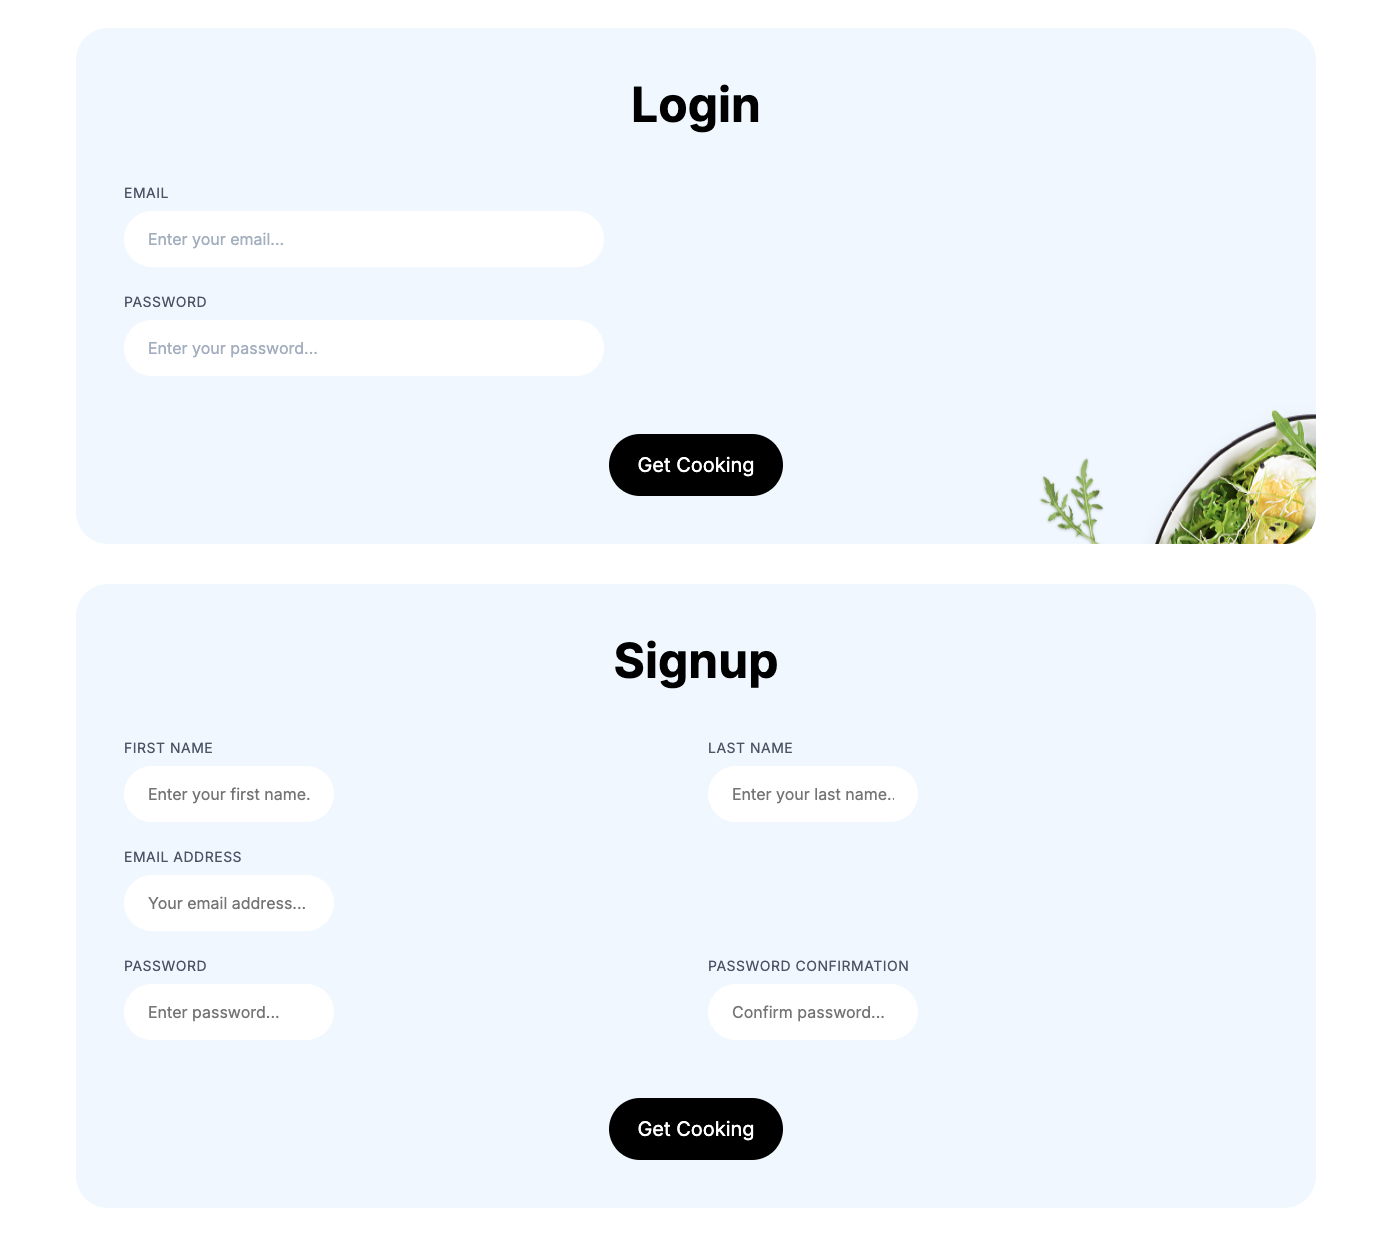 Login
EMAIL
Enter your email...
PASSWORD
Enter your password...
Get Cooking
Signup
FIRST NAME
LAST NAME
Enter your first name.
Enter your last name..
EMAIL ADDRESS
Your email address...
PASSWORD
PASSWORD CONFIRMATION
Enter password...
Confirm password...
Get Cooking